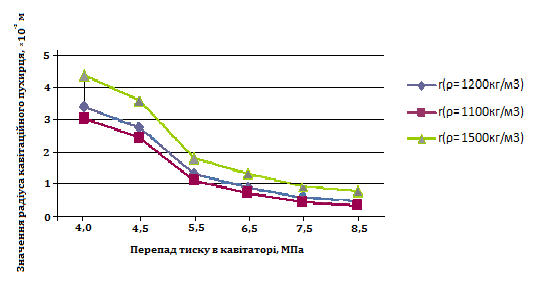 Значення радіуса кавітаційного пухирця, ×10⁻² м
5
4
3
2
1
0
4,0 4,5 5,5 6,5 7,5 8,5
Перепад тиску в кавітаторі, МПа
r(ρ=1200кг/м3)
r(ρ=1100кг/м3)
r(ρ=1500кг/м3)